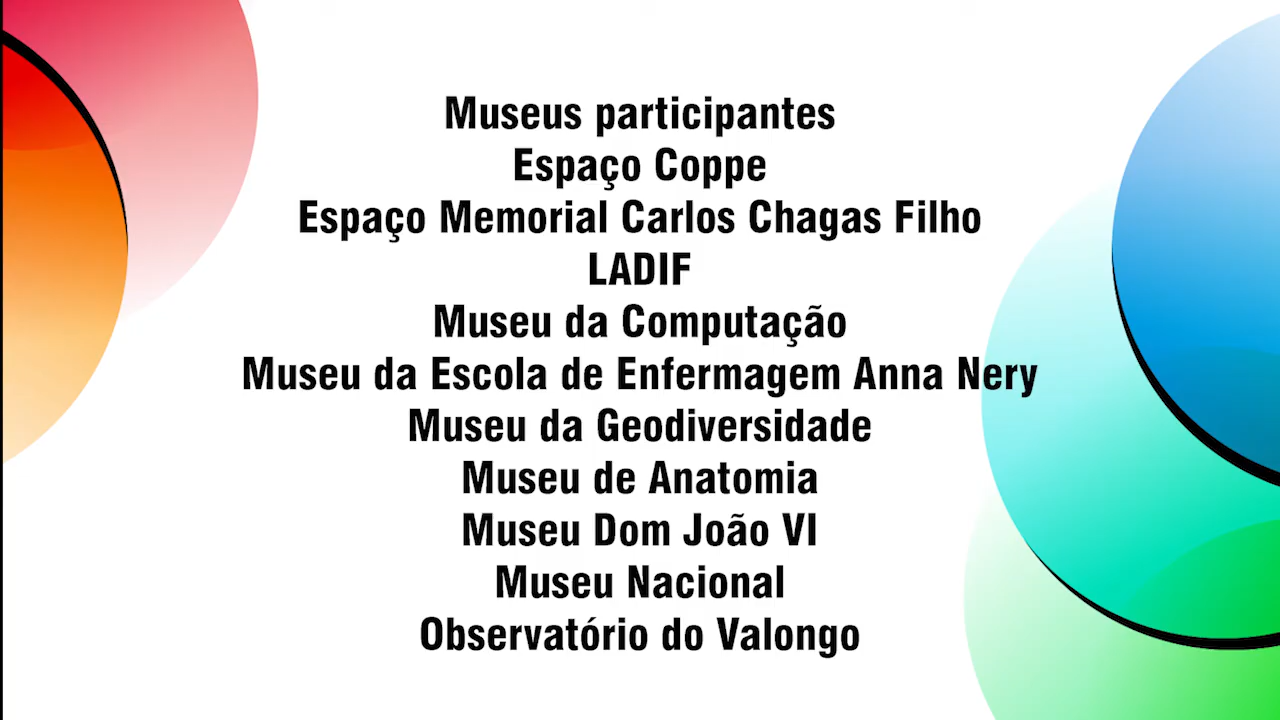 Museus participantes
Espaço Coppe
Espaço Memorial Carlos Chagas Filho
LADIF
Museu da Computação
Museu da Escola de Enfermagem Anna Nery
Museu da Geodiversidade
Museu de Anatomia
Museu Dom João VI
Museu Nacional
Observatório do Valongo